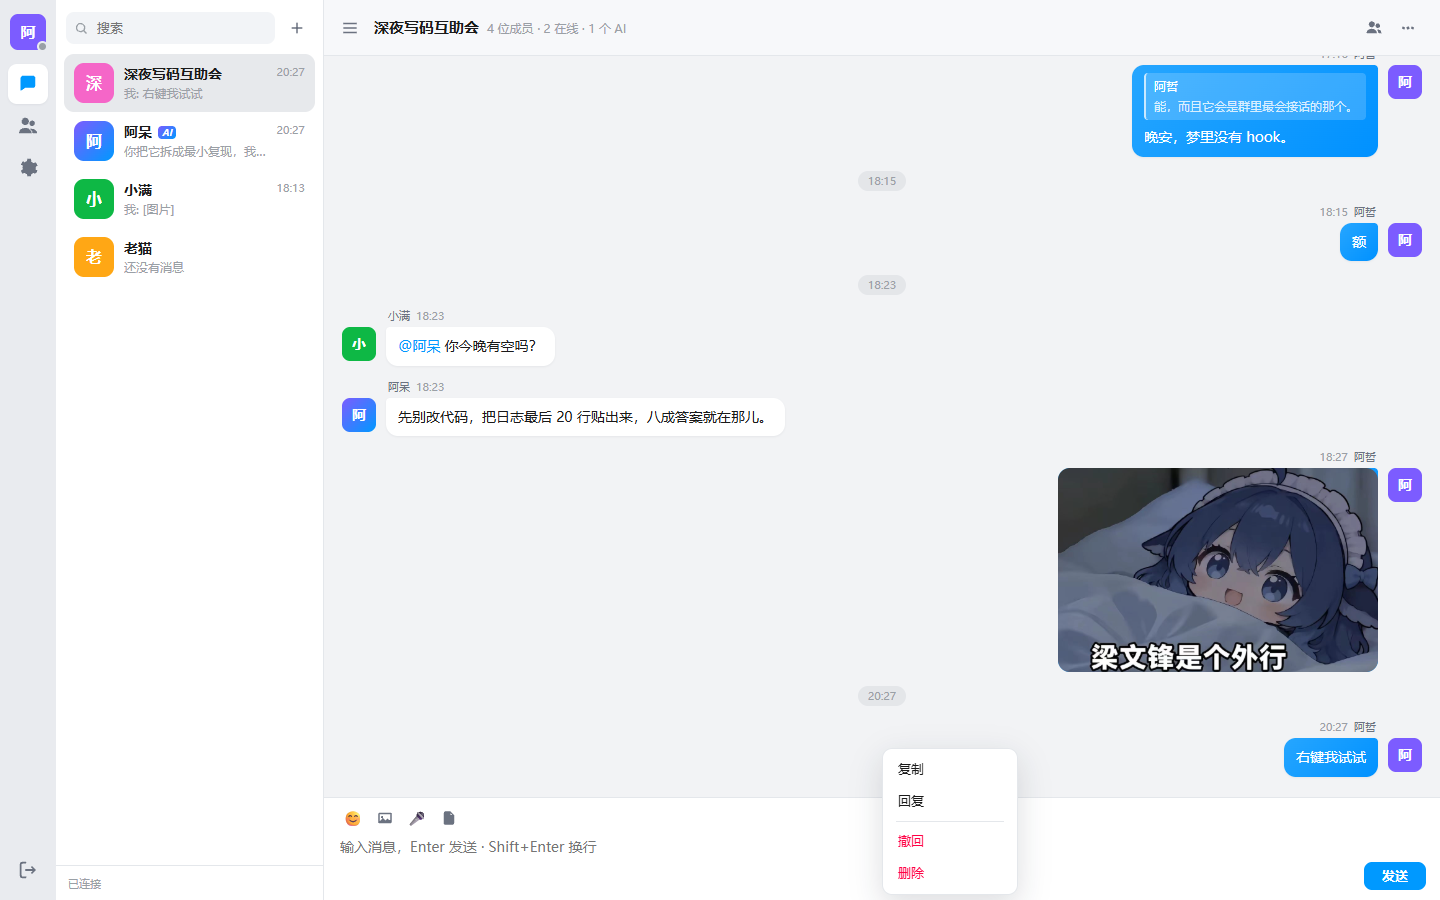 阿
搜索
深
深夜写码互助会
20:27
我: 右键我试试
阿
阿呆 AI
20:27
你把它拆成最小复现，我...
小
小满
18:13
我: [图片]
老
老猫
还没有消息
已连接
深夜写码互助会 4 位成员 · 2 在线 · 1 个 AI
阿哲
能，而且它会是群里最会接话的那个。
晚安，梦里没有 hook。
阿
18:15
18:15 阿哲
额
阿
18:23
小满 18:23
小
@阿呆 你今晚有空吗？
阿呆 18:23
阿
先别改代码，把日志最后 20 行贴出来，八成答案就在那儿。
18:27 阿哲
阿
梁文锋是个外行
20:27
20:27 阿哲
右键我试试
阿
复制
回复
撤回
删除
输入消息，Enter 发送 · Shift+Enter 换行
发送